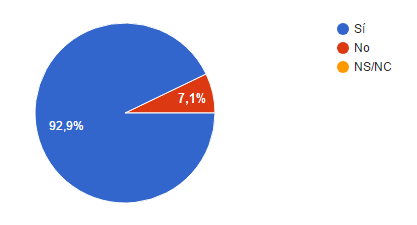 Sí
No
NS/NC
7,1%
92,9%